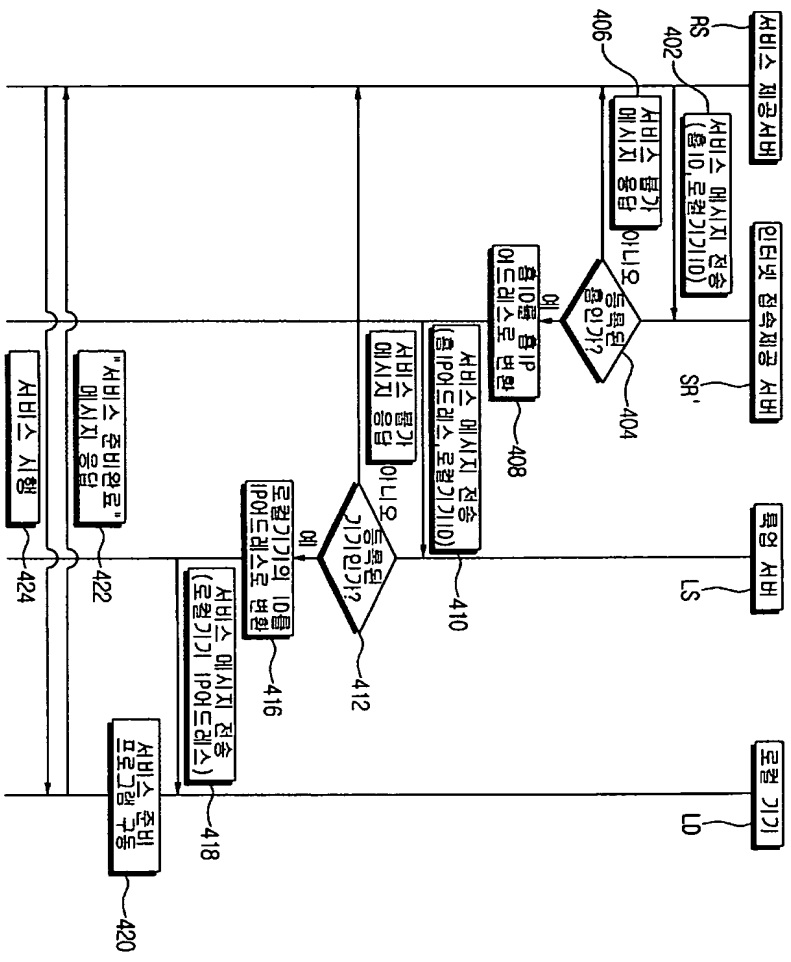 서비스 제공서버
인터넷 접속제공 서버
룩업 서버
로컬 기기
RS
SR'
LS
LD
402
서비스 메시지 전송
(홈ID,로컬기기ID)
404
등록된
홈인가?
아니오
406
서비스 불가
메시지 응답
예
홈ID를 홈IP
어드레스로 변환
408
서비스 메시지 전송
(홈IP어드레스,로컬기기ID)
410
등록된
기기인가?
412
아니오
서비스 불가
메시지 응답
예
로컬기기의 ID를
IP어드레스로 변환
416
서비스 메시지 전송
(로컬기기 IP어드레스)
418
서비스 준비
프로그램 구동
420
"서비스 준비완료"
메시지 응답
422
서비스 시행
424